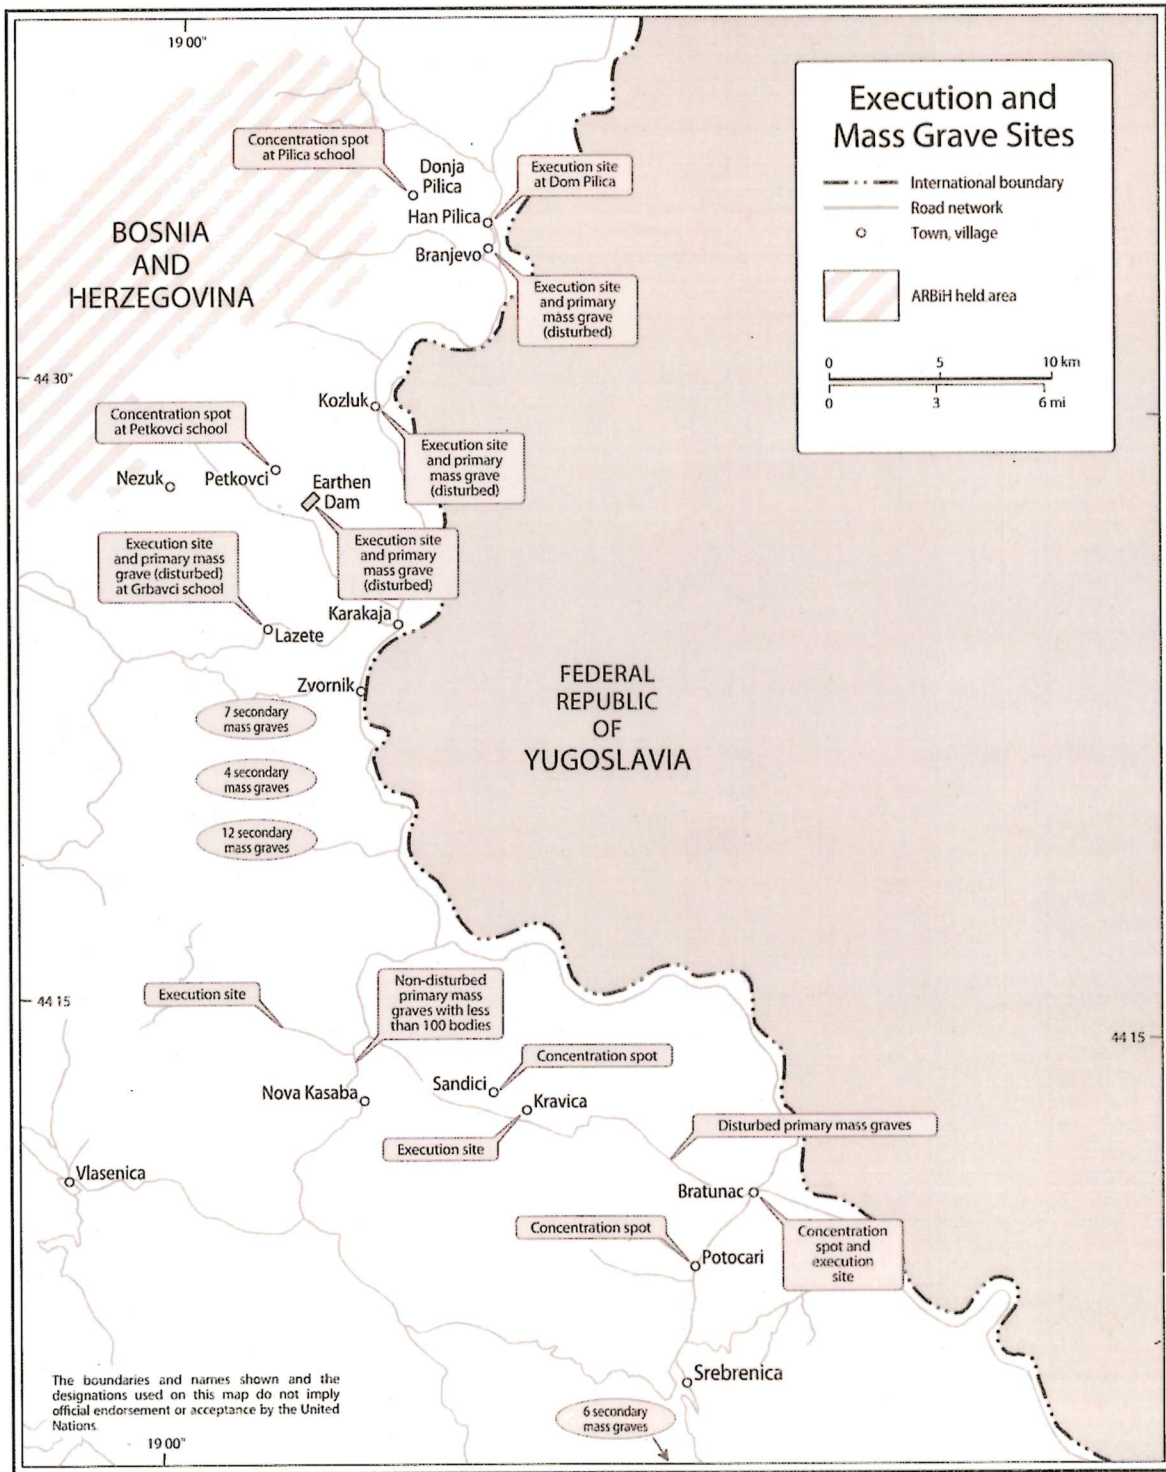 19 00"
Execution and
Mass Grave Sites
International boundary
Road network
Town, village
ARBiH held area
0 5 10 km
0 3 6 mi
Concentration spot
at Pilica school
Donja
Pilica
Execution site
at Dom Pilica
Han Pilica
Branjevo
BOSNIA
AND
HERZEGOVINA
Execution site
and primary
mass grave
(disturbed)
44 30"
Kozluk
Concentration spot
at Petkovci school
Execution site
and primary
mass grave
(disturbed)
Nezuk
Petkovci
Earthen
Dam
Execution site
and primary mass
grave (disturbed)
at Grbavci school
Execution site
and primary
mass grave
(disturbed)
Karakaja
Lazete
Zvornik
FEDERAL
REPUBLIC
OF
YUGOSLAVIA
7 secondary
mass graves
4 secondary
mass graves
12 secondary
mass graves
44 15
Execution site
Non-disturbed
primary mass
graves with less
than 100 bodies
44 15
Concentration spot
Sandici
Nova Kasaba
Kravica
Disturbed primary mass graves
Execution site
Vlasenica
Bratunac
Concentration spot
Concentration
spot and
execution
site
Potocari
Srebrenica
The boundaries and names shown and the
designations used on this map do not imply
official endorsement or acceptance by the United
Nations.
6 secondary
mass graves
19 00"